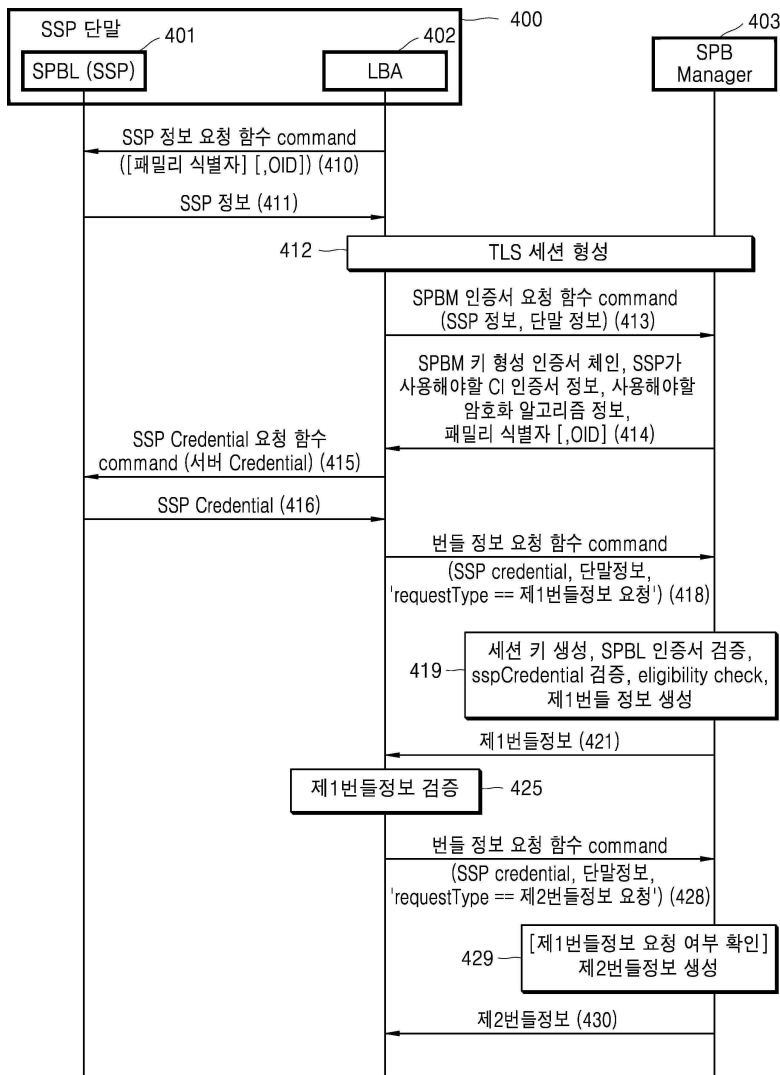 SSP 단말
400
401
402
403
SPBL (SSP)
LBA
SPB
Manager
SSP 정보 요청 함수 command
([패밀리 식별자] [,OID]) (410)
SSP 정보 (411)
412
TLS 세션 형성
SPBM 인증서 요청 함수 command
(SSP 정보, 단말 정보) (413)
SPBM 키 형성 인증서 체인, SSP가
사용해야할 CI 인증서 정보, 사용해야할
암호화 알고리즘 정보,
패밀리 식별자 [,OID] (414)
SSP Credential 요청 함수
command (서버 Credential) (415)
SSP Credential (416)
번들 정보 요청 함수 command
(SSP credential, 단말정보,
'requestType == 제1번들정보 요청') (418)
419
세션 키 생성, SPBL 인증서 검증,
sspCredential 검증, eligibility check,
제1번들 정보 생성
제1번들정보 (421)
제1번들정보 검증
425
번들 정보 요청 함수 command
(SSP credential, 단말정보,
'requestType == 제2번들정보 요청') (428)
429
[제1번들정보 요청 여부 확인]
제2번들정보 생성
제2번들정보 (430)